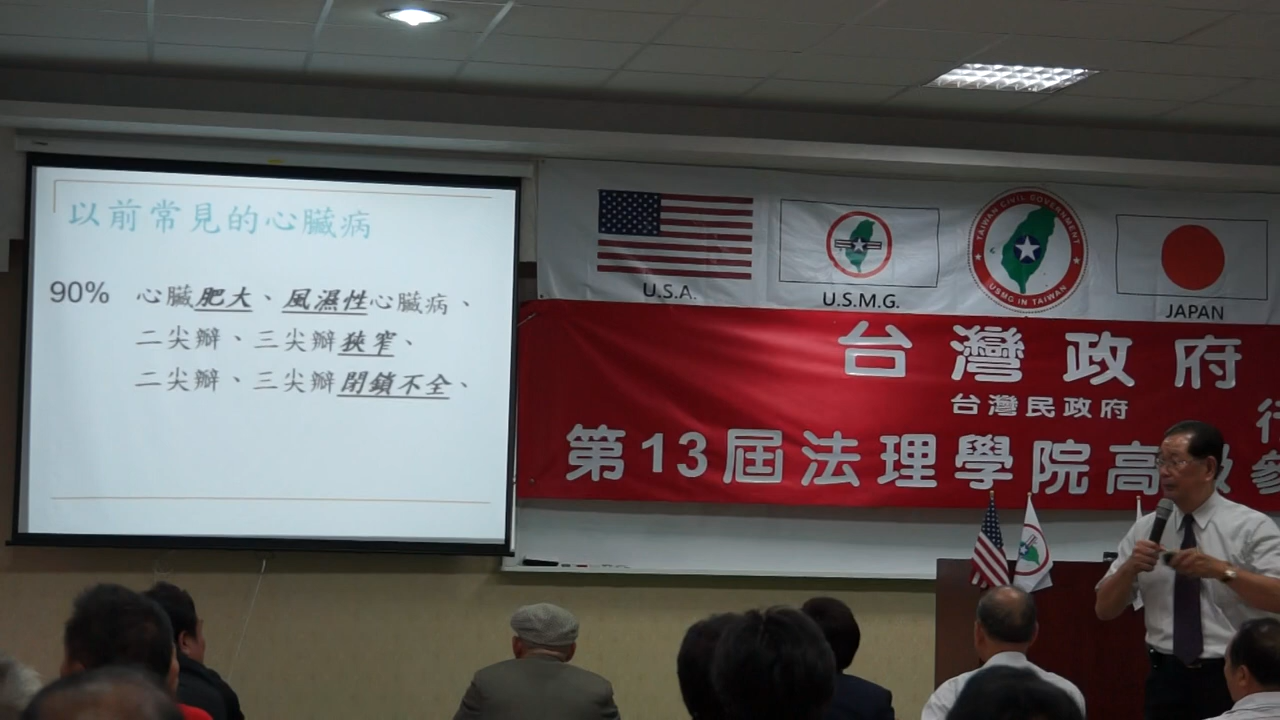 以前常見的心臟病
90% 心臟肥大、風濕性心臟病、
二尖瓣、三尖瓣狹窄、
二尖瓣、三尖瓣閉鎖不全、
U.S.A.
U.S.M.G.
TAIWAN CIVIL GOVERNMENT
USMG IN TAIWAN
JAPAN
台灣政府
台灣民政府
行
第13屆法理學院高級參